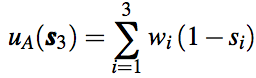 u_A(s_3) = \sum_{i=1}^{3} w_i (1 − s_i)